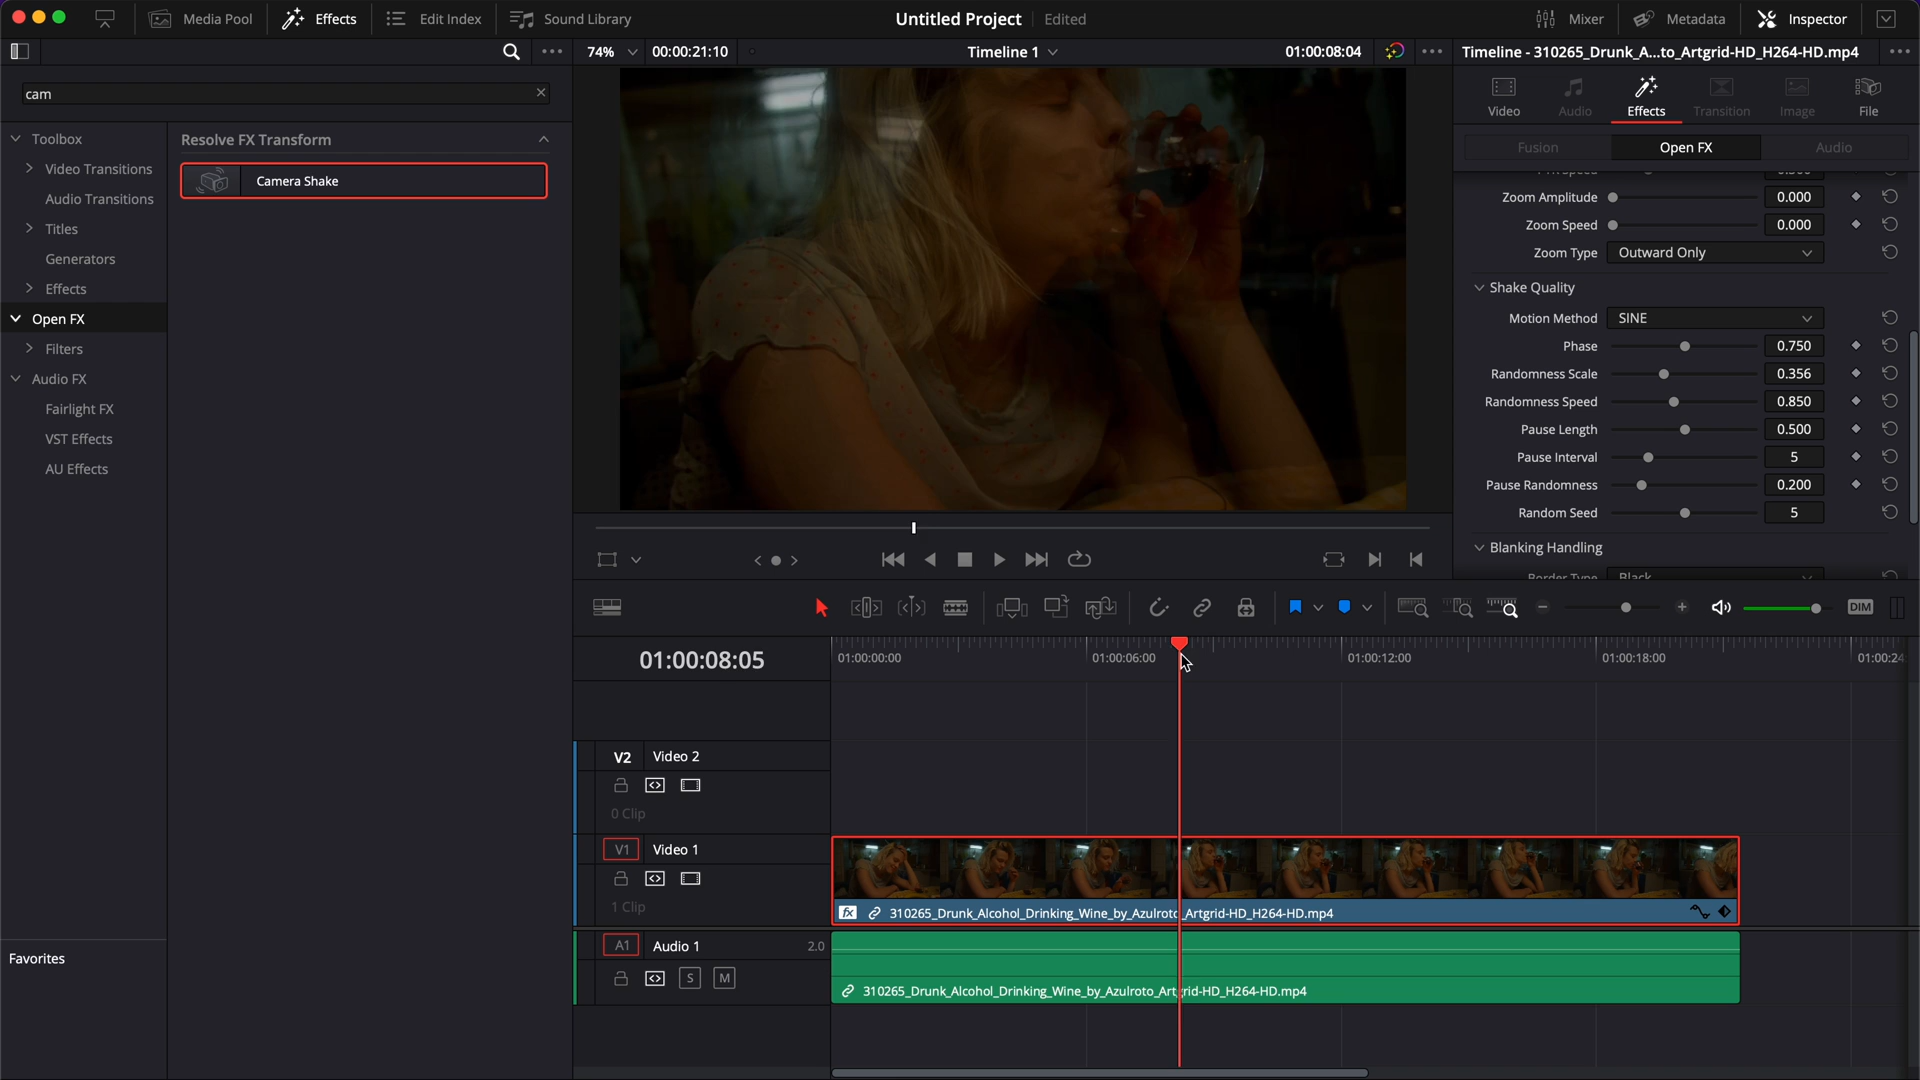 Media Pool
Effects
Edit Index
Sound Library
Untitled Project
Edited
Mixer
Metadata
Inspector
74%
00:00:21:10
Timeline 1
01:00:08:04
Timeline - 310265_Drunk_A...to_Artgrid-HD_H264-HD.mp4
cam
Toolbox
Video Transitions
Audio Transitions
Titles
Generators
Effects
Open FX
Filters
Audio FX
Fairlight FX
VST Effects
AU Effects
Favorites
Resolve FX Transform
Camera Shake
Video
Audio
Effects
Transition
Image
File
Fusion
Open FX
Audio
Zoom Amplitude 0.000
Zoom Speed 0.000
Zoom Type Outward Only
Shake Quality
Motion Method SINE
Phase 0.750
Randomness Scale 0.356
Randomness Speed 0.850
Pause Length 0.500
Pause Interval 5
Pause Randomness 0.200
Random Seed 5
Blanking Handling
Border Type Black
DIM
01:00:08:05
01:00:00:00
01:00:06:00
01:00:12:00
01:00:18:00
01:00:24
V2 Video 2
0 Clip
V1 Video 1
1 Clip
fx 310265_Drunk_Alcohol_Drinking_Wine_by_Azulroto_Artgrid-HD_H264-HD.mp4
A1 Audio 1 2.0
S M
310265_Drunk_Alcohol_Drinking_Wine_by_Azulroto_Artgrid-HD_H264-HD.mp4